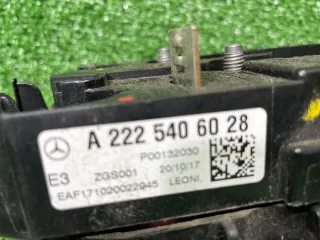 A 222 540 60 28
P00132030
E3 ZGS001 20/10/17
EAF171020022945 LEONI